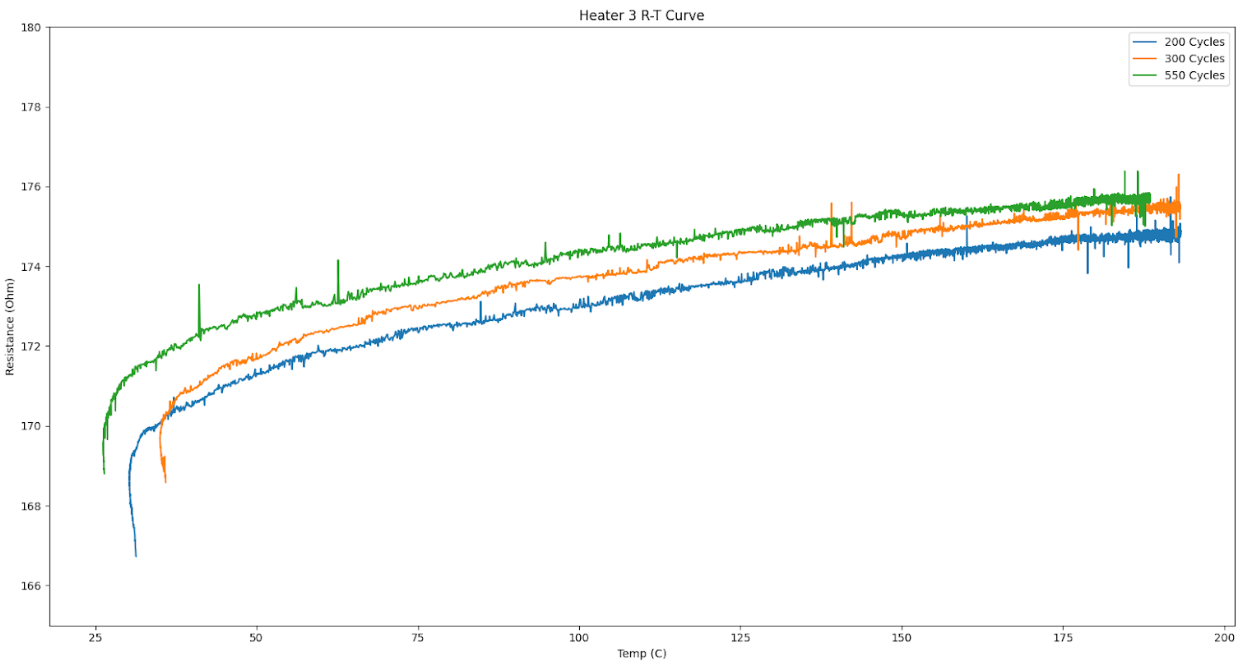 Heater 3 R-T Curve
200 Cycles
300 Cycles
550 Cycles
Resistance (Ohm)
180
178
176
174
172
170
168
166
25 50 75 100 125 150 175 200
Temp (C)